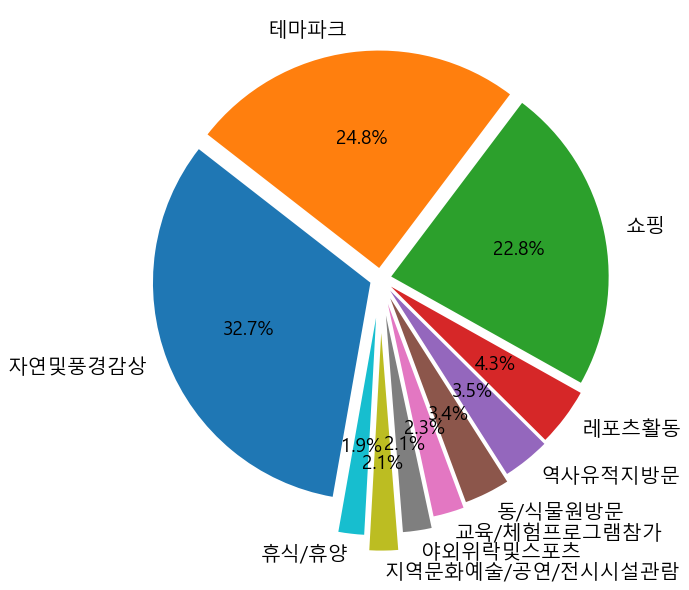 테마파크
24.8%
쇼핑
22.8%
32.7%
자연및풍경감상
4.3%
3.5%
3.4%
2.3%
2.1%
1.9%
2.1%
레포츠활동
역사유적지방문
동/식물원방문
교육/체험프로그램참가
야외위락및스포츠
휴식/휴양
지역문화예술/공연/전시시설관람